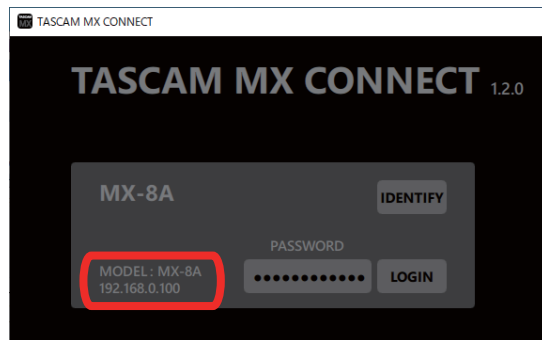 TASCAM MX CONNECT
TASCAM MX CONNECT 1.2.0
MX-8A
IDENTIFY
PASSWORD
MODEL : MX-8A
192.168.0.100
●●●●●●●●●●●●
LOGIN